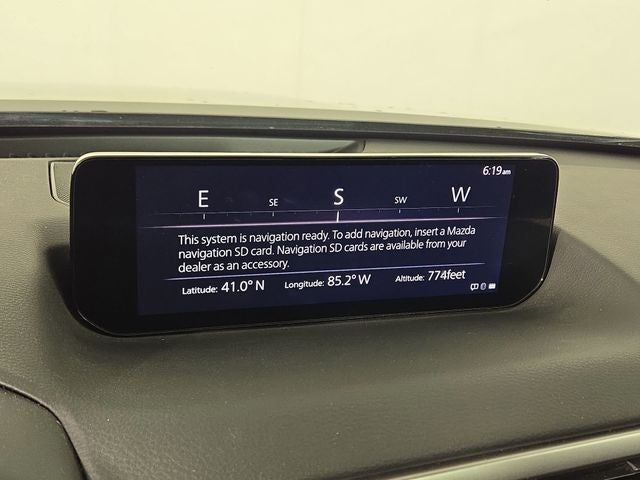 6:19am
E SE S SW W
This system is navigation ready. To add navigation, insert a Mazda
navigation SD card. Navigation SD cards are available from your
dealer as an accessory.
Latitude: 41.0° N Longitude: 85.2° W Altitude: 774feet